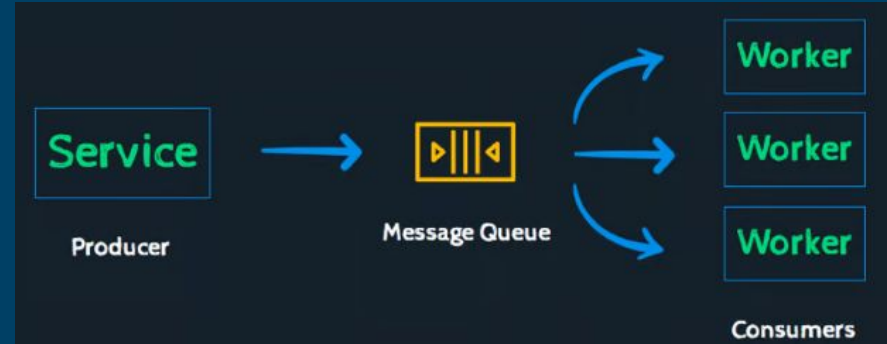 Service
Producer
Message Queue
Worker
Worker
Worker
Consumers